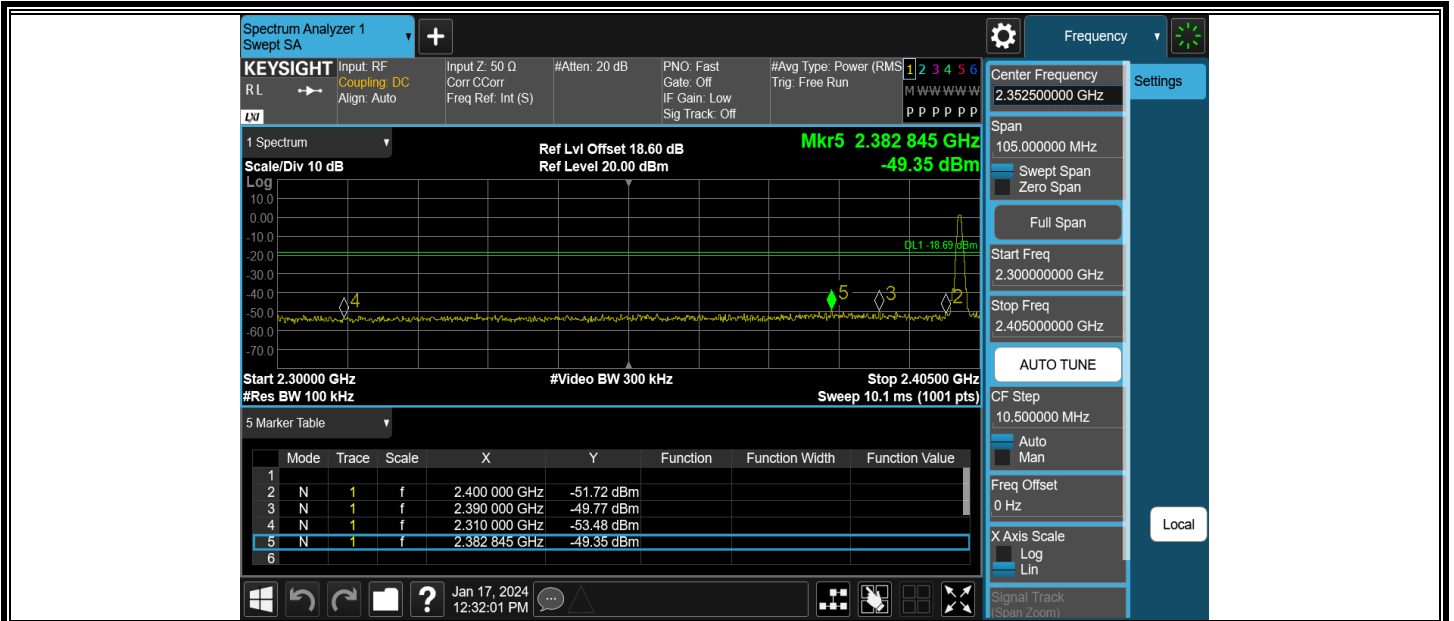 Spectrum Analyzer 1
Swept SA
+
Frequency
KEYSIGHT
R L
LXI
Input: RF
Coupling: DC
Align: Auto
Input Z: 50 Ω
Corr CCorr
Freq Ref: Int (S)
#Atten: 20 dB
PNO: Fast
Gate: Off
IF Gain: Low
Sig Track: Off
#Avg Type: Power (RMS
Trig: Free Run
1 2 3 4 5 6
M W W W W W
P P P P P P
1 Spectrum
Scale/Div 10 dB
Ref Lvl Offset 18.60 dB
Ref Level 20.00 dBm
Mkr5 2.382 845 GHz
-49.35 dBm
Log
10.0
0.00
-10.0
-20.0
-30.0
-40.0
-50.0
-60.0
-70.0
DL1 -18.69 dBm
4
5
3
2
Start 2.30000 GHz
#Video BW 300 kHz
Stop 2.40500 GHz
#Res BW 100 kHz
Sweep 10.1 ms (1001 pts)
5 Marker Table
Mode Trace Scale X Y Function Function Width Function Value
1
2 N 1 f 2.400 000 GHz -51.72 dBm
3 N 1 f 2.390 000 GHz -49.77 dBm
4 N 1 f 2.310 000 GHz -53.48 dBm
5 N 1 f 2.382 845 GHz -49.35 dBm
6
?
Jan 17, 2024
12:32:01 PM
Center Frequency
2.352500000 GHz
Span
105.000000 MHz
Swept Span
Zero Span
Full Span
Start Freq
2.300000000 GHz
Stop Freq
2.405000000 GHz
AUTO TUNE
CF Step
10.500000 MHz
Auto
Man
Freq Offset
0 Hz
X Axis Scale
Log
Lin
Signal Track
(Span Zoom)
Settings
Local